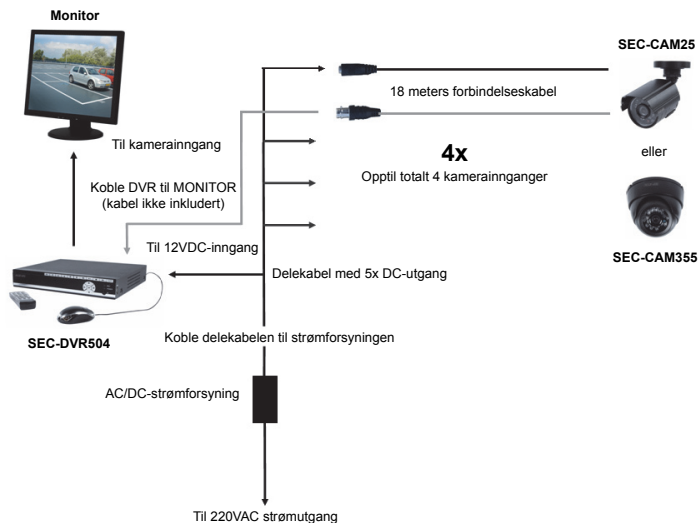 Monitor
SEC-CAM25
18 meters forbindelseskabel
Til kamerainngang
4x
eller
Opptil totalt 4 kamerainnganger
Koble DVR til MONITOR
(kabel ikke inkludert)
Til 12VDC-inngang
SEC-CAM355
Delekabel med 5x DC-utgang
SEC-DVR504
Koble delekabelen til strømforsyningen
AC/DC-strømforsyning
Til 220VAC strømutgang